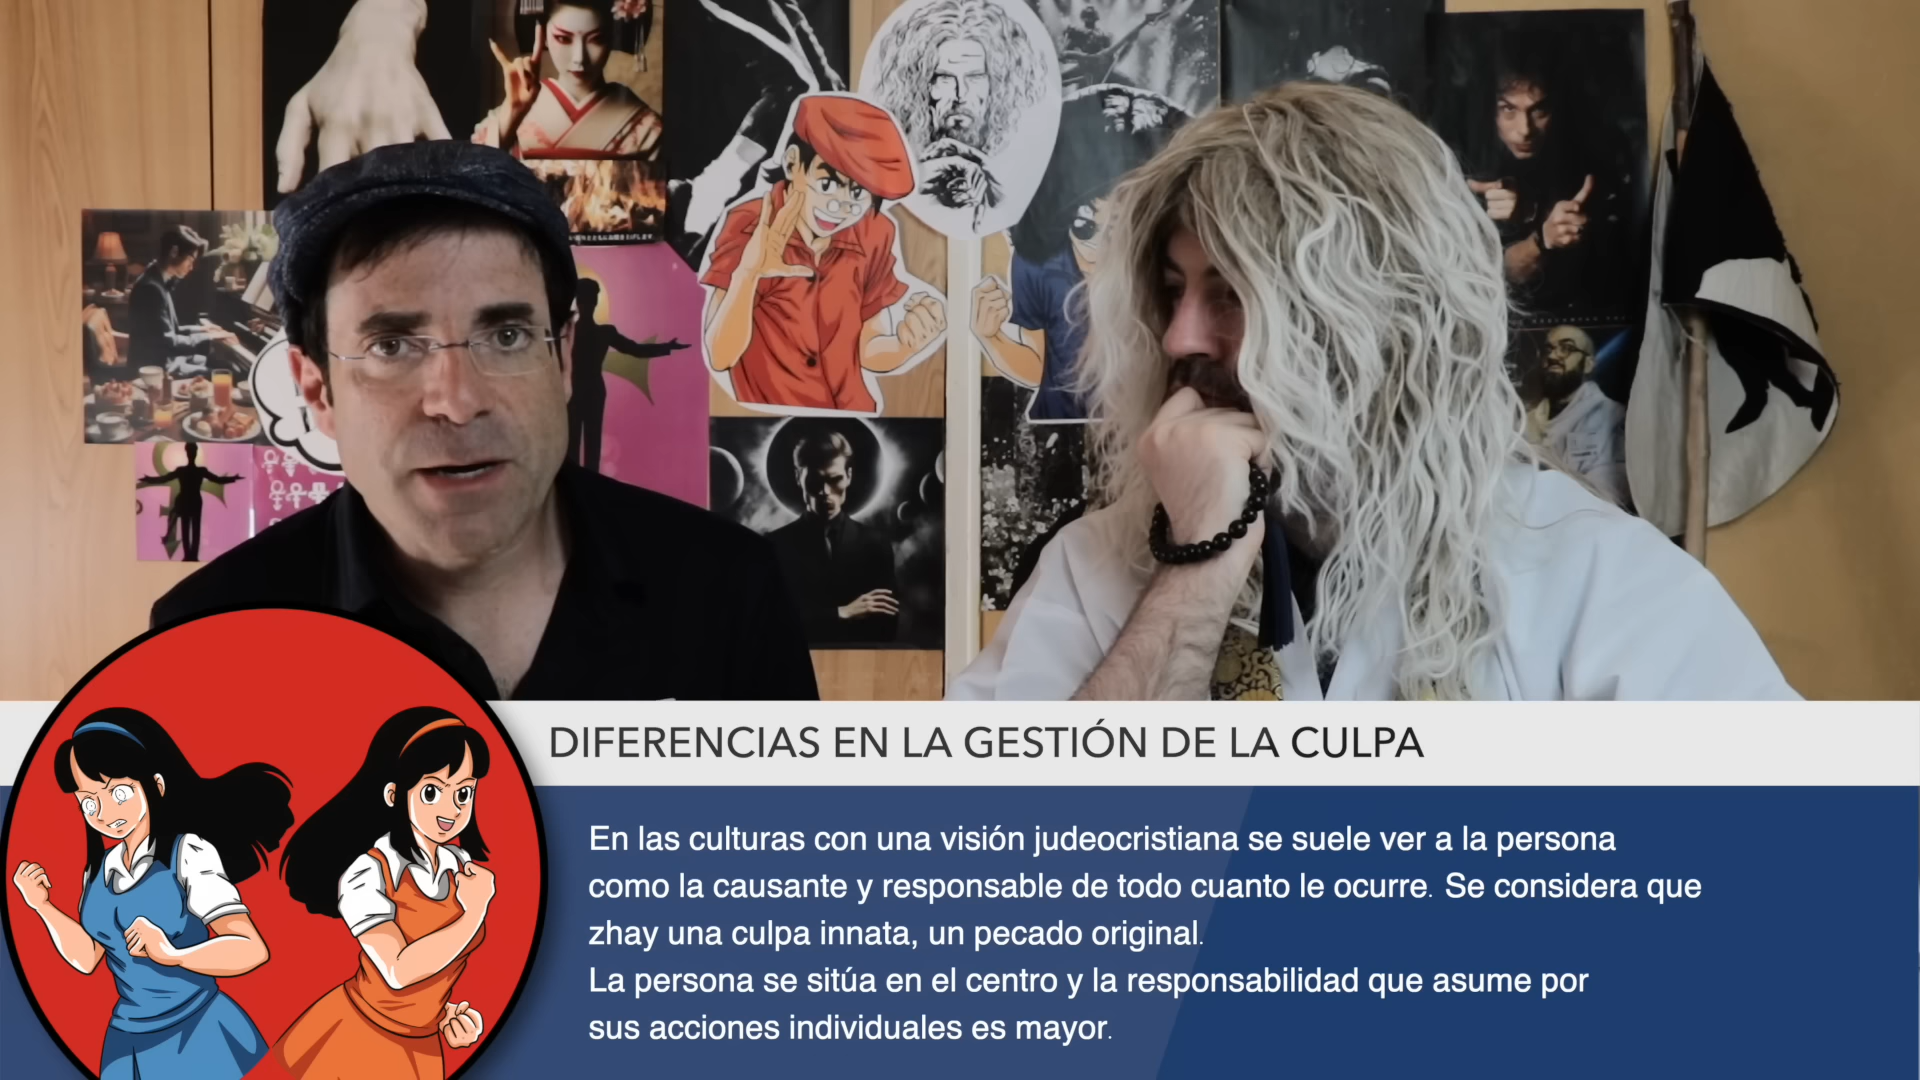 DIFERENCIAS EN LA GESTIÓN DE LA CULPA
En las culturas con una visión judeocristiana se suele ver a la persona
como la causante y responsable de todo cuanto le ocurre. Se considera que
zhay una culpa innata, un pecado original.
La persona se sitúa en el centro y la responsabilidad que asume por
sus acciones individuales es mayor.